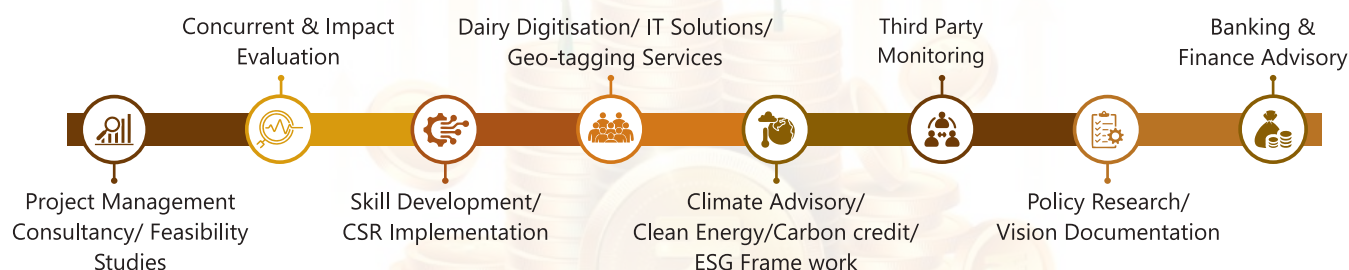 Project Management
Consultancy/ Feasibility
Studies
Concurrent & Impact
Evaluation
Skill Development/
CSR Implementation
Dairy Digitisation/ IT Solutions/
Geo-tagging Services
Climate Advisory/
Clean Energy/Carbon credit/
ESG Frame work
Third Party
Monitoring
Policy Research/
Vision Documentation
Banking &
Finance Advisory